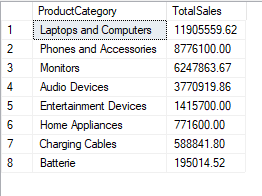 ProductCategory TotalSales
1 Laptops and Computers 11905559.62
2 Phones and Accessories 8776100.00
3 Monitors 6247863.67
4 Audio Devices 3770919.86
5 Entertainment Devices 1415700.00
6 Home Appliances 771600.00
7 Charging Cables 588841.80
8 Batterie 195014.52